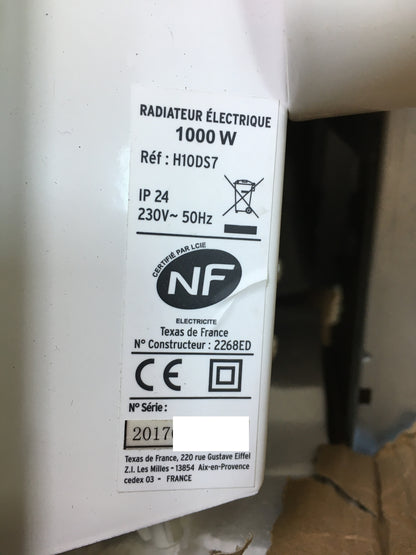 RADIATEUR ÉLECTRIQUE
1000 W
Réf : H10DS7
IP 24
230V~ 50Hz
CERTIFIÉ PAR LCIE
NF
ELECTRICITE
Texas de France
N° Constructeur : 2268ED
CE
N° Série :
2017
Texas de France, 220 rue Gustave Eiffel
Z.I. Les Milles - 13854 Aix-en-Provence
cedex 03 - FRANCE